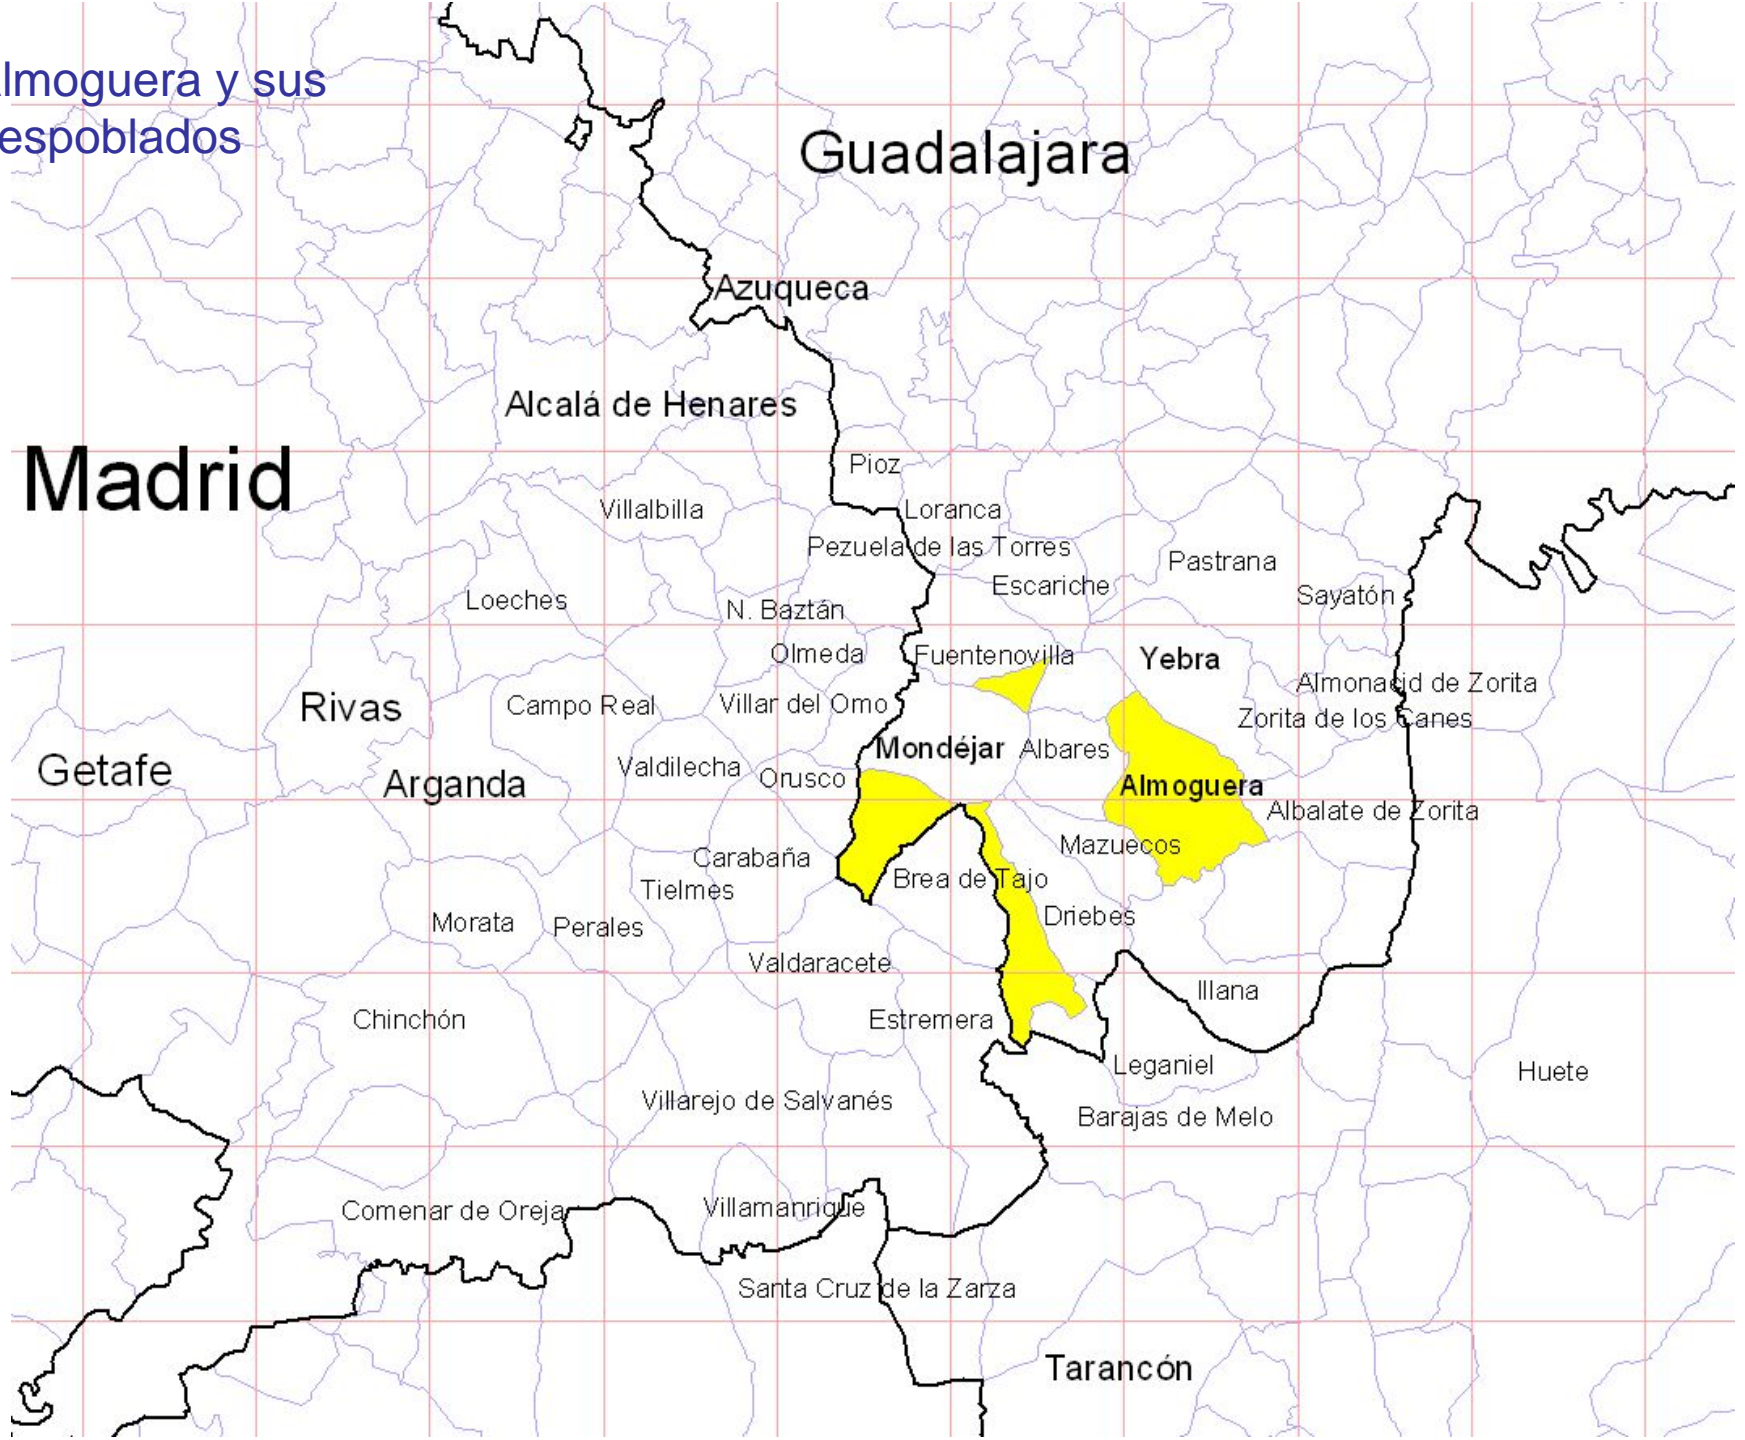 lmoguera y sus
espoblados
Guadalajara
Azuqueca
Alcalá de Henares
Madrid
Pioz
Villalbilla
Loranca
Pezuela de las Torres
Pastrana
Escariche
Sayatón
Loeches
N. Baztán
Olmeda
Fuentenovilla
Yebra
Almonacid de Zorita
Rivas
Campo Real
Villar del Omo
Zorita de los Canes
Mondéjar
Albares
Getafe
Arganda
Valdilecha
Orusco
Almoguera
Albalate de Zorita
Mazuecos
Carabaña
Brea de Tajo
Tielmes
Morata
Perales
Driebes
Valdaracete
Illana
Chinchón
Estremera
Leganiel
Huete
Villarejo de Salvanés
Barajas de Melo
Comenar de Oreja
Villamanrique
Santa Cruz de la Zarza
Tarancón